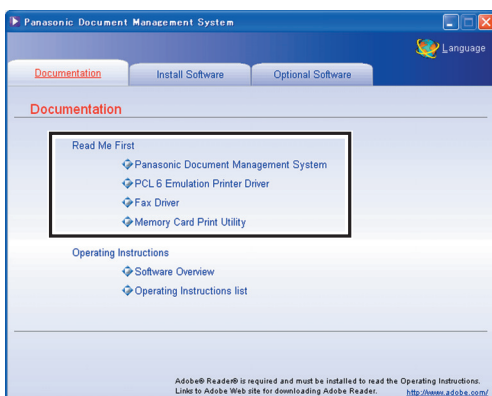 Panasonic Document Management System
Language
Documentation
Install Software
Optional Software
Documentation
Read Me First
Panasonic Document Management System
PCL 6 Emulation Printer Driver
Fax Driver
Memory Card Print Utility
Operating Instructions
Software Overview
Operating Instructions list
Adobe® Reader® is required and must be installed to read the Operating Instructions.
Links to Adobe Web site for downloading Adobe Reader. http://www.adobe.com/